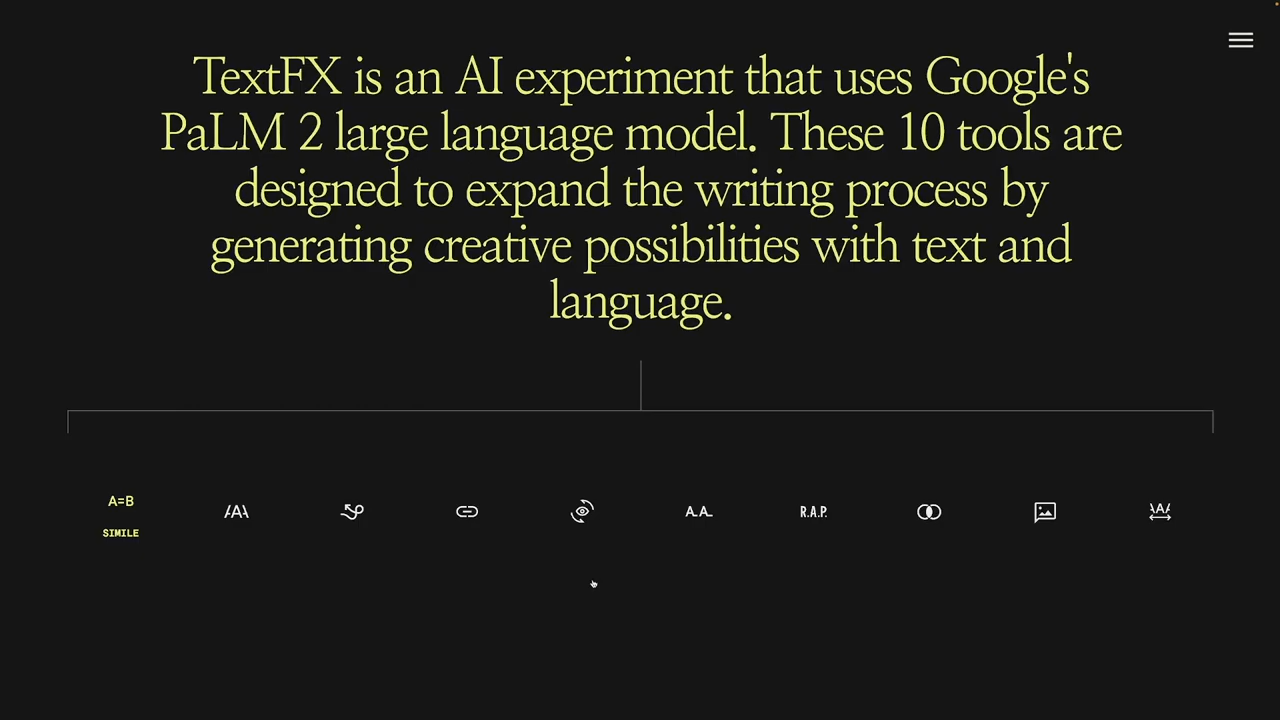 TextFX is an AI experiment that uses Google's
PaLM 2 large language model. These 10 tools are
designed to expand the writing process by
generating creative possibilities with text and
language.
A=B
SIMILE
A.A.
R.A.P.